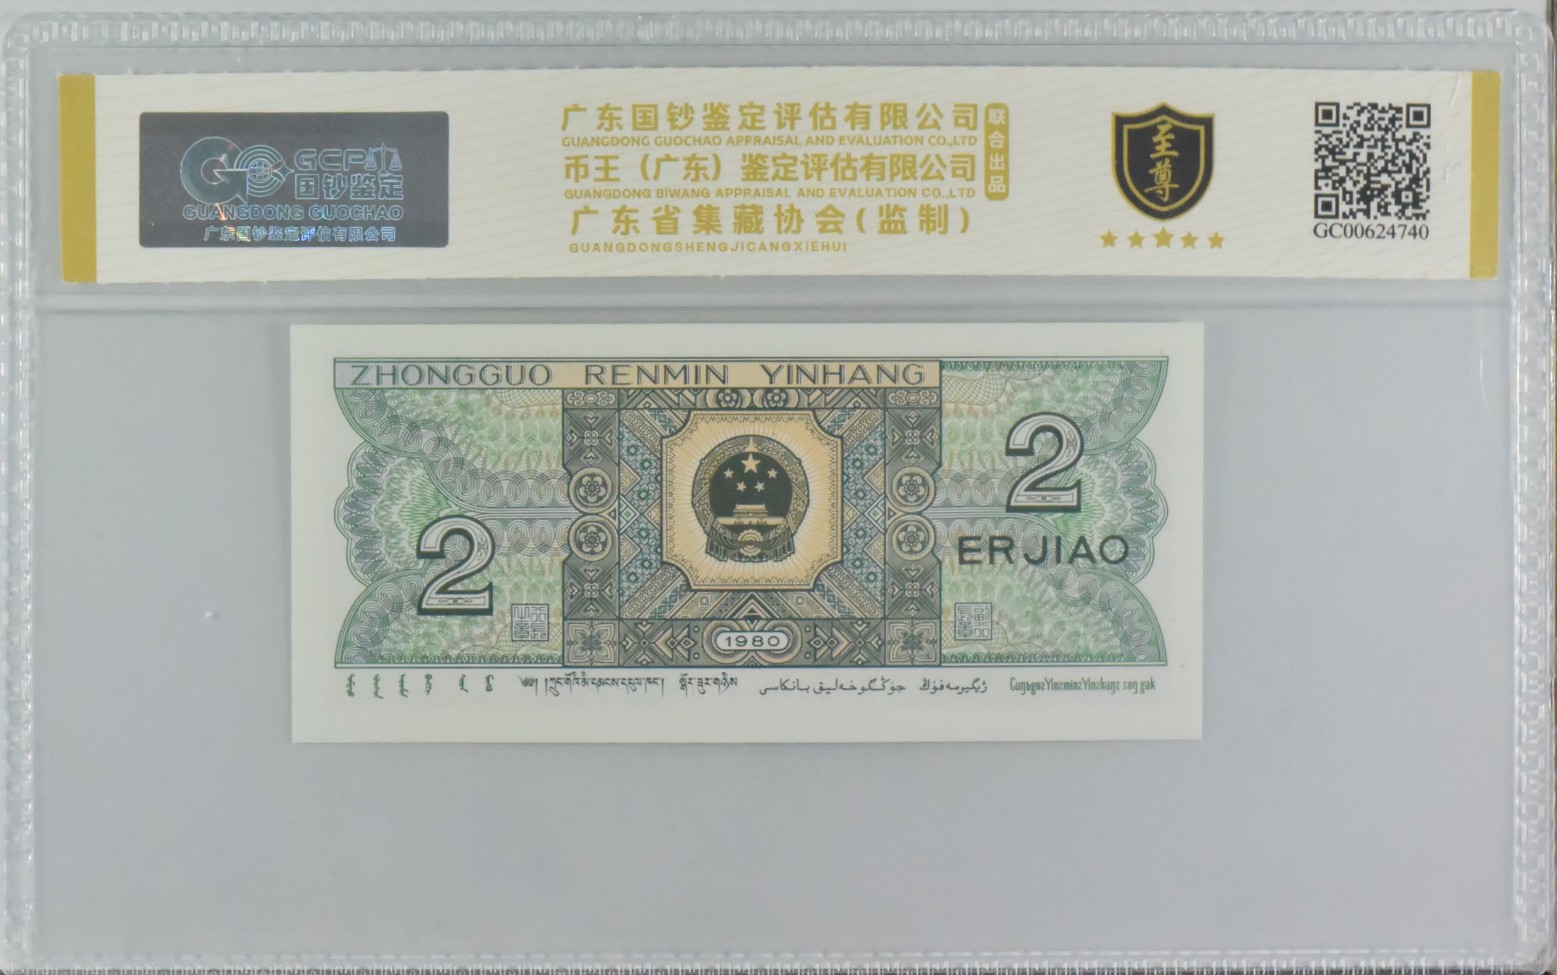 GCP
国钞鉴定
GUANGDONG GUOCHAO
广东国钞鉴定评估有限公司
广东国钞鉴定评估有限公司
GUANGDONG GUOCHAO APPRAISAL AND EVALUATION CO.,LTD
币王（广东）鉴定评估有限公司
GUANGDONG BIWANG APPRAISAL AND EVALUATION CO.,LTD
广东省集藏协会(监制)
GUANGDONGSHENGJICANGXIEHUI
联合出品
至尊
GC00624740
ZHONGGUO RENMIN YINHANG
2
2
ERJIAO
1980
جۇڭگوخەلىق بانكاسى ژىگىرمەفۇڭ